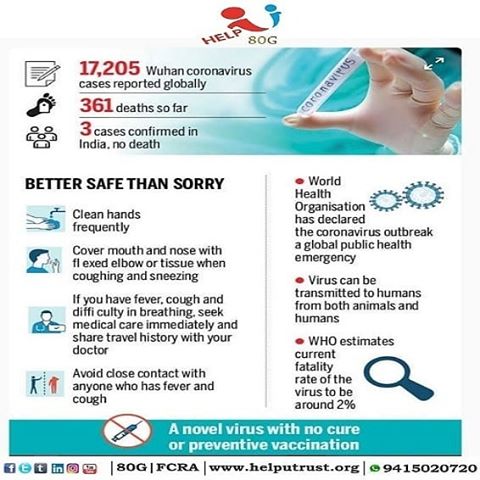 HELP
80G
coronavirus
17,205 Wuhan coronavirus
cases reported globally
361 deaths so far
3 cases confirmed in
India, no death
BETTER SAFE THAN SORRY
Clean hands
frequently
Cover mouth and nose with
fl exed elbow or tissue when
coughing and sneezing
If you have fever, cough and
diffi culty in breathing, seek
medical care immediately and
share travel history with your
doctor
Avoid close contact with
anyone who has fever and
cough
• World
Health
Organisation
has declared
the coronavirus outbreak
a global public health
emergency
• Virus can be
transmitted to humans
from both animals and
humans
• WHO estimates
current
fatality
rate of the
virus to be
around 2%
A novel virus with no cure
or preventive vaccination
| 80G | FCRA | www.helputrust.org | 9415020720